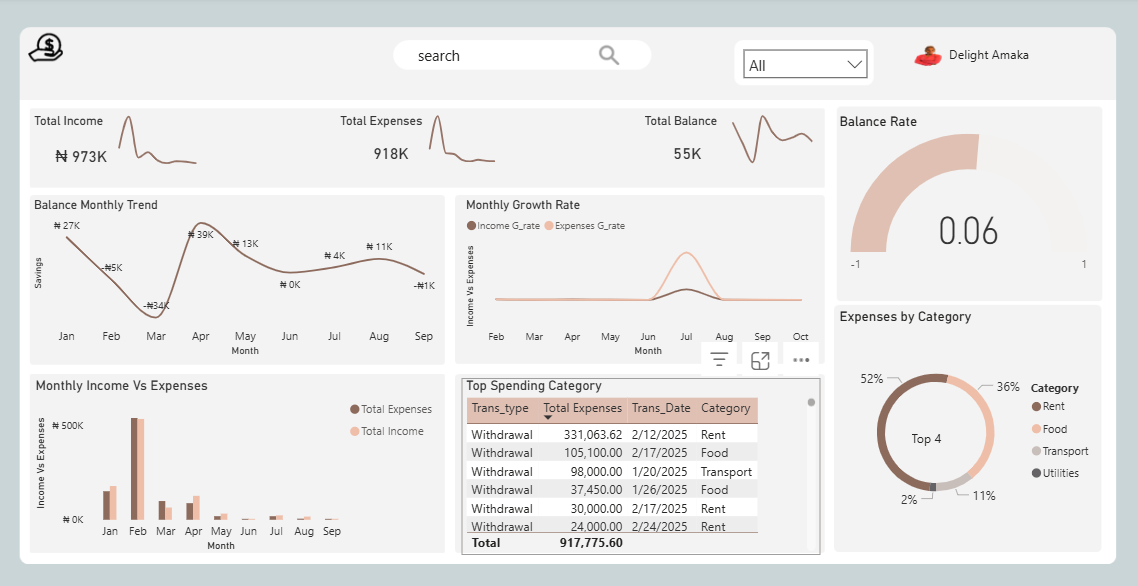 $
search
All
Delight Amaka
Total Income
₦ 973K
Total Expenses
918K
Total Balance
55K
Balance Rate
0.06
-1
1
Balance Monthly Trend
Savings
₦ 27K
-₦5K
-₦34K
₦ 39K
₦ 13K
₦ 0K
₦ 4K
₦ 11K
-₦1K
Jan Feb Mar Apr May Jun Jul Aug Sep
Month
Monthly Growth Rate
Income G_rate Expenses G_rate
Income Vs Expenses
Feb Mar Apr May Jun Jul Aug Sep Oct
Month
Expenses by Category
52%
36%
11%
2%
Top 4
Category
Rent
Food
Transport
Utilities
Monthly Income Vs Expenses
Total Expenses
Total Income
Income Vs Expenses
₦ 500K
₦ 0K
Jan Feb Mar Apr May Jun Jul Aug Sep
Month
Top Spending Category
Trans_type Total Expenses Trans_Date Category
Withdrawal 331,063.62 2/12/2025 Rent
Withdrawal 105,100.00 2/17/2025 Food
Withdrawal 98,000.00 1/20/2025 Transport
Withdrawal 37,450.00 1/26/2025 Food
Withdrawal 30,000.00 2/17/2025 Rent
Withdrawal 24,000.00 2/24/2025 Rent
Total 917,775.60